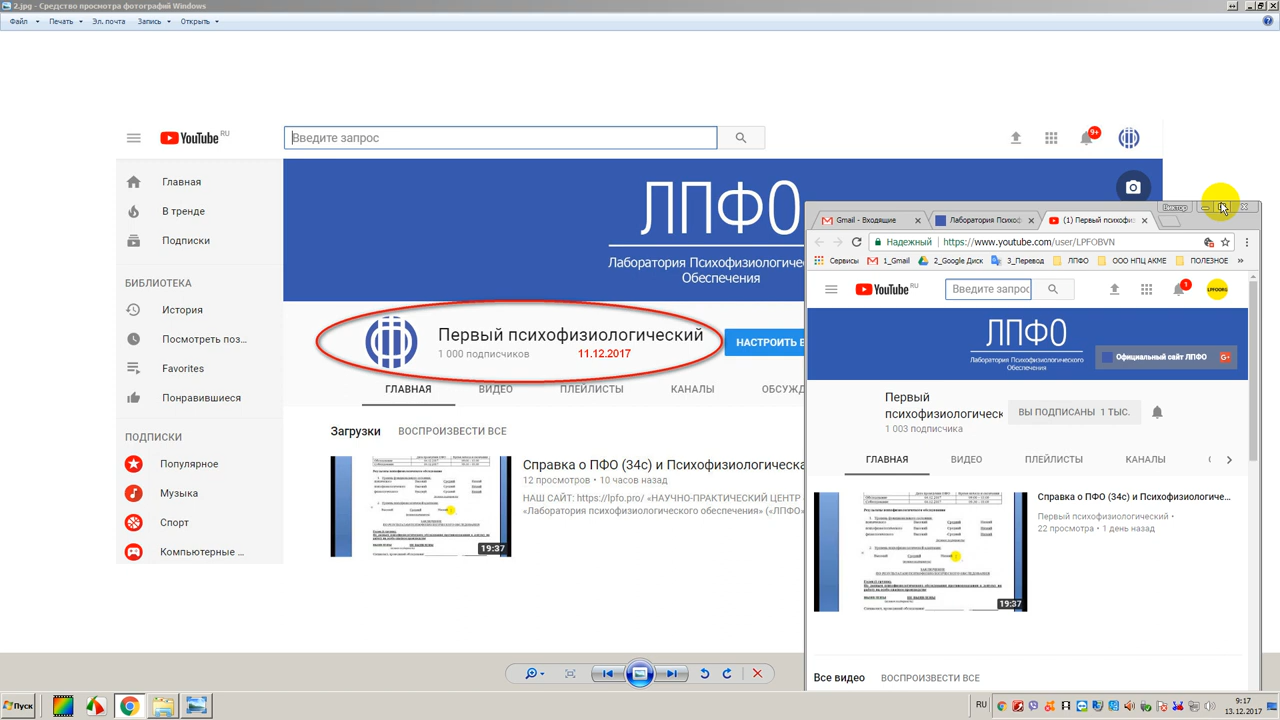 2.jpg - Средство просмотра фотографий Windows
Файл Печать Эл. почта Запись Открыть
YouTube RU
Введите запрос
9+
Главная
В тренде
Подписки
БИБЛИОТЕКА
История
Посмотреть поз...
Favorites
Понравившиеся
ПОДПИСКИ
Популярное
Музыка
Спорт
Компьютерные ...
ЛПФО
Лаборатория Психофизиологиче
Обеспечения
Первый психофизиологический
1 000 подписчиков 11.12.2017
НАСТРОИТЬ В
ГЛАВНАЯ ВИДЕО ПЛЕЙЛИСТЫ КАНАЛЫ ОБСУЖД
Загрузки ВОСПРОИЗВЕСТИ ВСЕ
19:37
Справка о ПФО (34с) и Психофизиологическа
12 просмотров • 10 часов назад
НАШ САЙТ: https://lpfo.pro/ «НАУЧНО-ПРАКТИЧЕСКИЙ ЦЕНТР
«Лаборатория психофизиологического обеспечения» («ЛПФО»
Desktop
Gmail - Входящие Лаборатория Психофи (1) Первый психофизи
Надежный https://www.youtube.com/user/LPFOBVN
Сервисы 1_Gmail 2_Google Диск 3_Перевод ЛПФО ООО НПЦ АКМЕ ПОЛЕЗНОЕ »
YouTube RU
Введите запрос
1
LPFOORG
ЛПФО
Лаборатория Психофизиологического
Обеспечения
Официальный сайт ЛПФО G+
Первый
психофизиологическ
1 003 подписчика
ВЫ ПОДПИСАНЫ 1 ТЫС.
ГЛАВНАЯ ВИДЕО ПЛЕЙЛИСТЫ КАНАЛЫ
19:37
Справка о ПФО (34с) и Психофизиологиче...
Первый психофизиологический •
22 просмотра • 1 день назад
Все видео ВОСПРОИЗВЕСТИ ВСЕ
Пуск
RU
9:17
13.12.2017